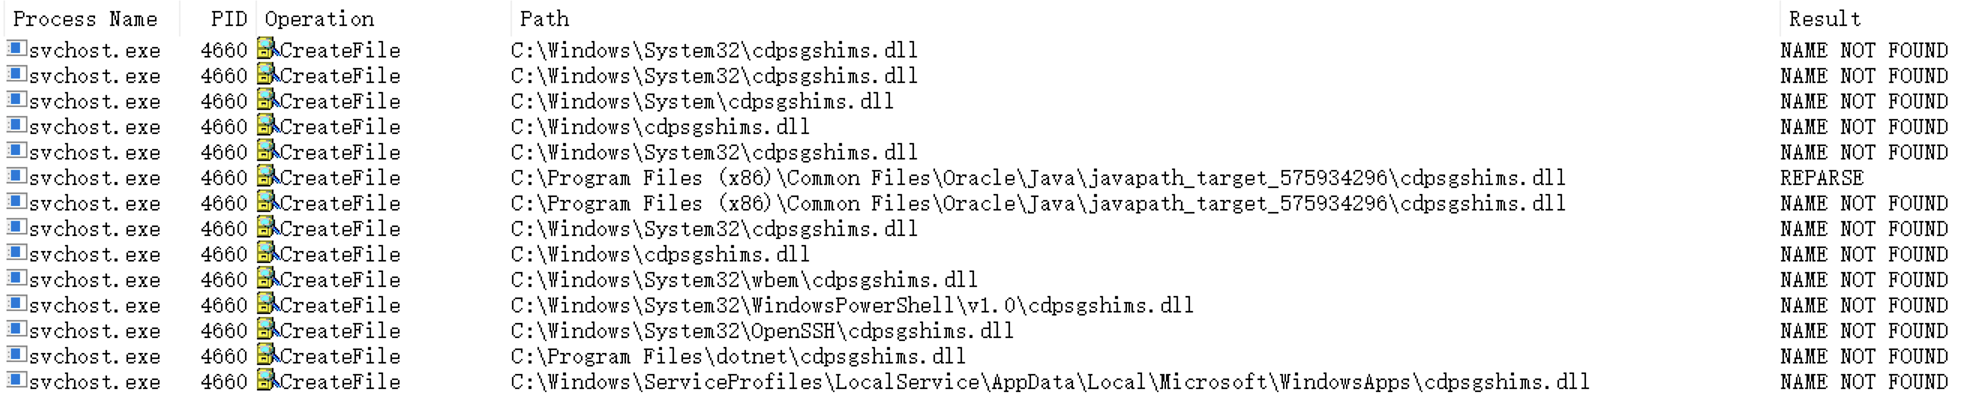 Process Name PID Operation Path Result
svchost.exe 4660 CreateFile C:\Windows\System32\cdpsgshims.dll NAME NOT FOUND
svchost.exe 4660 CreateFile C:\Windows\System32\cdpsgshims.dll NAME NOT FOUND
svchost.exe 4660 CreateFile C:\Windows\System\cdpsgshims.dll NAME NOT FOUND
svchost.exe 4660 CreateFile C:\Windows\cdpsgshims.dll NAME NOT FOUND
svchost.exe 4660 CreateFile C:\Windows\System32\cdpsgshims.dll NAME NOT FOUND
svchost.exe 4660 CreateFile C:\Program Files (x86)\Common Files\Oracle\Java\javapath_target_575934296\cdpsgshims.dll REPARSE
svchost.exe 4660 CreateFile C:\Program Files (x86)\Common Files\Oracle\Java\javapath_target_575934296\cdpsgshims.dll NAME NOT FOUND
svchost.exe 4660 CreateFile C:\Windows\System32\cdpsgshims.dll NAME NOT FOUND
svchost.exe 4660 CreateFile C:\Windows\cdpsgshims.dll NAME NOT FOUND
svchost.exe 4660 CreateFile C:\Windows\System32\wbem\cdpsgshims.dll NAME NOT FOUND
svchost.exe 4660 CreateFile C:\Windows\System32\WindowsPowerShell\v1.0\cdpsgshims.dll NAME NOT FOUND
svchost.exe 4660 CreateFile C:\Windows\System32\OpenSSH\cdpsgshims.dll NAME NOT FOUND
svchost.exe 4660 CreateFile C:\Program Files\dotnet\cdpsgshims.dll NAME NOT FOUND
svchost.exe 4660 CreateFile C:\Windows\ServiceProfiles\LocalService\AppData\Local\Microsoft\WindowsApps\cdpsgshims.dll NAME NOT FOUND